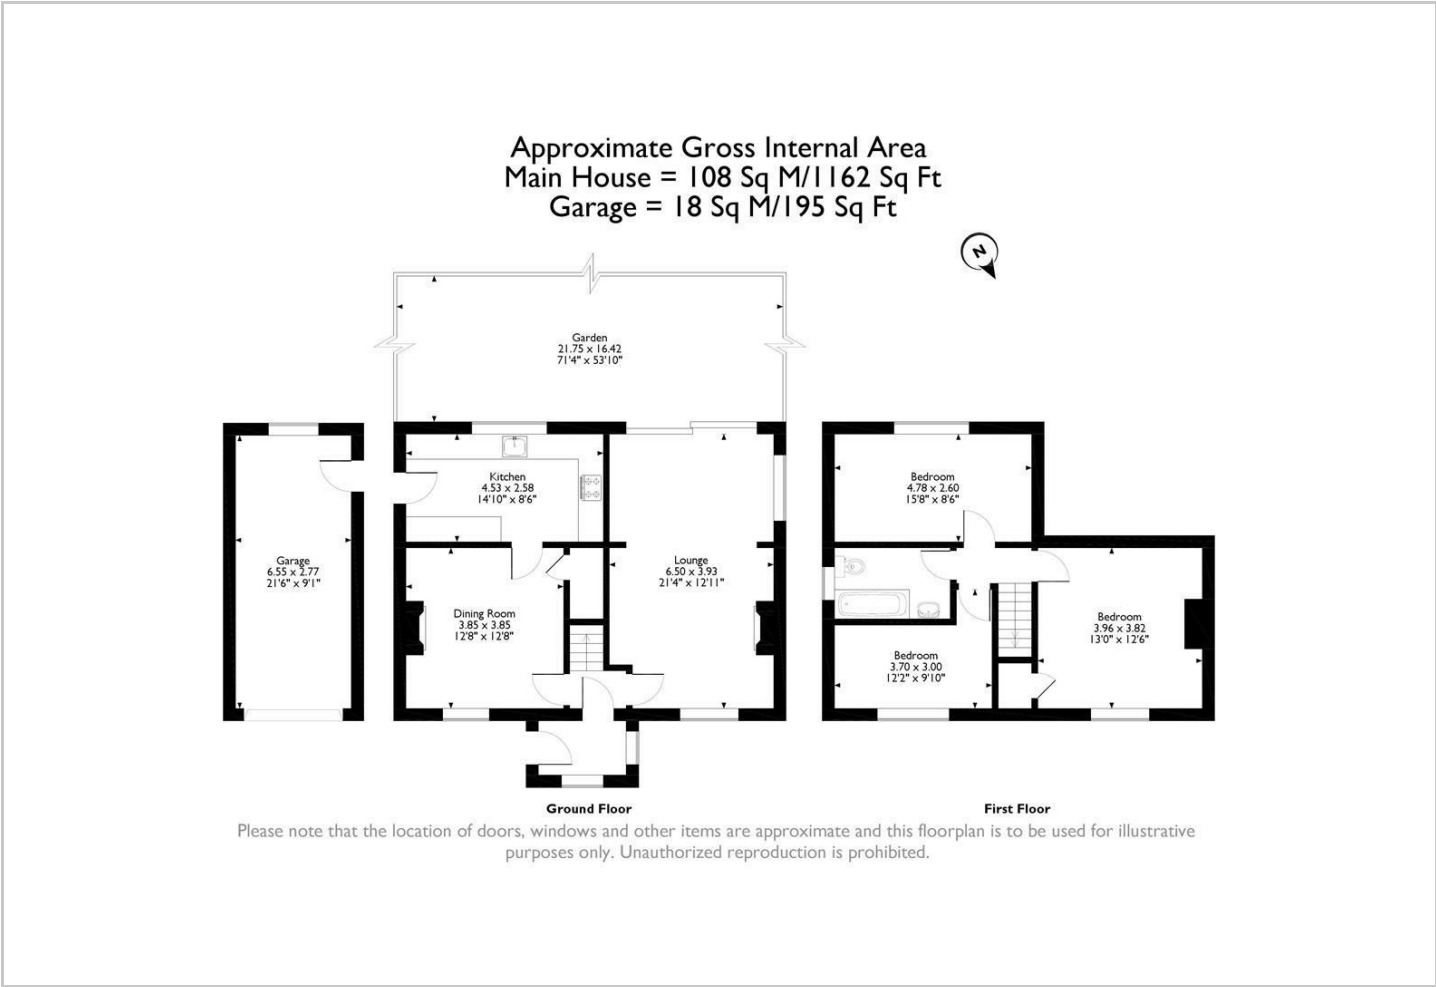 Approximate Gross Internal Area
Main House = 108 Sq M/1162 Sq Ft
Garage = 18 Sq M/195 Sq Ft
N
Garden
21.75 x 16.42
71'4" x 53'10"
Kitchen
4.53 x 2.58
14'10" x 8'6"
Bedroom
4.78 x 2.60
15'8" x 8'6"
Garage
6.55 x 2.77
21'6" x 9'1"
Lounge
6.50 x 3.93
21'4" x 12'11"
Dining Room
3.85 x 3.85
12'8" x 12'8"
Bedroom
3.96 x 3.82
13'0" x 12'6"
Bedroom
3.70 x 3.00
12'2" x 9'10"
Ground Floor
First Floor
Please note that the location of doors, windows and other items are approximate and this floorplan is to be used for illustrative
purposes only. Unauthorized reproduction is prohibited.